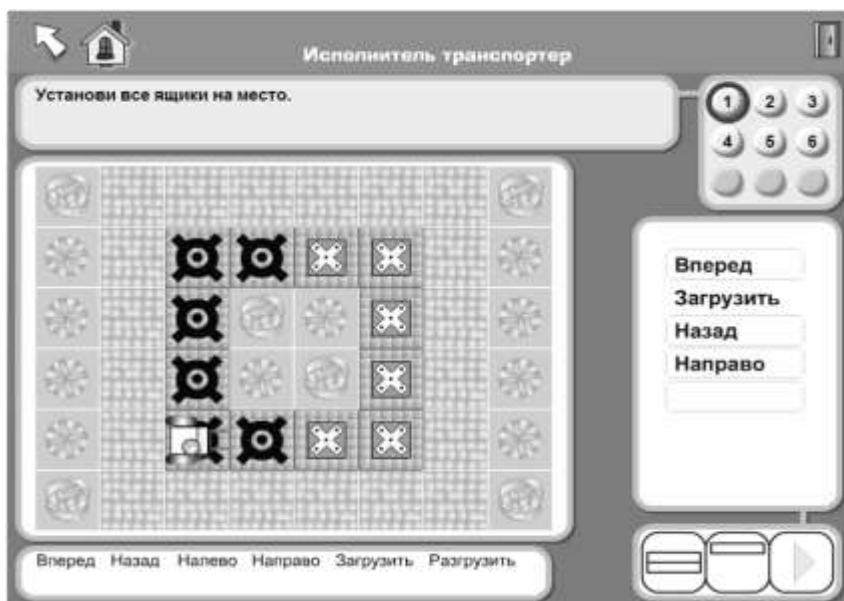 Исполнитель транспортер
Установи все ящики на место.
1 2 3
4 5 6
Вперед
Загрузить
Назад
Направо
Вперед Назад Налево Направо Загрузить Разгрузить